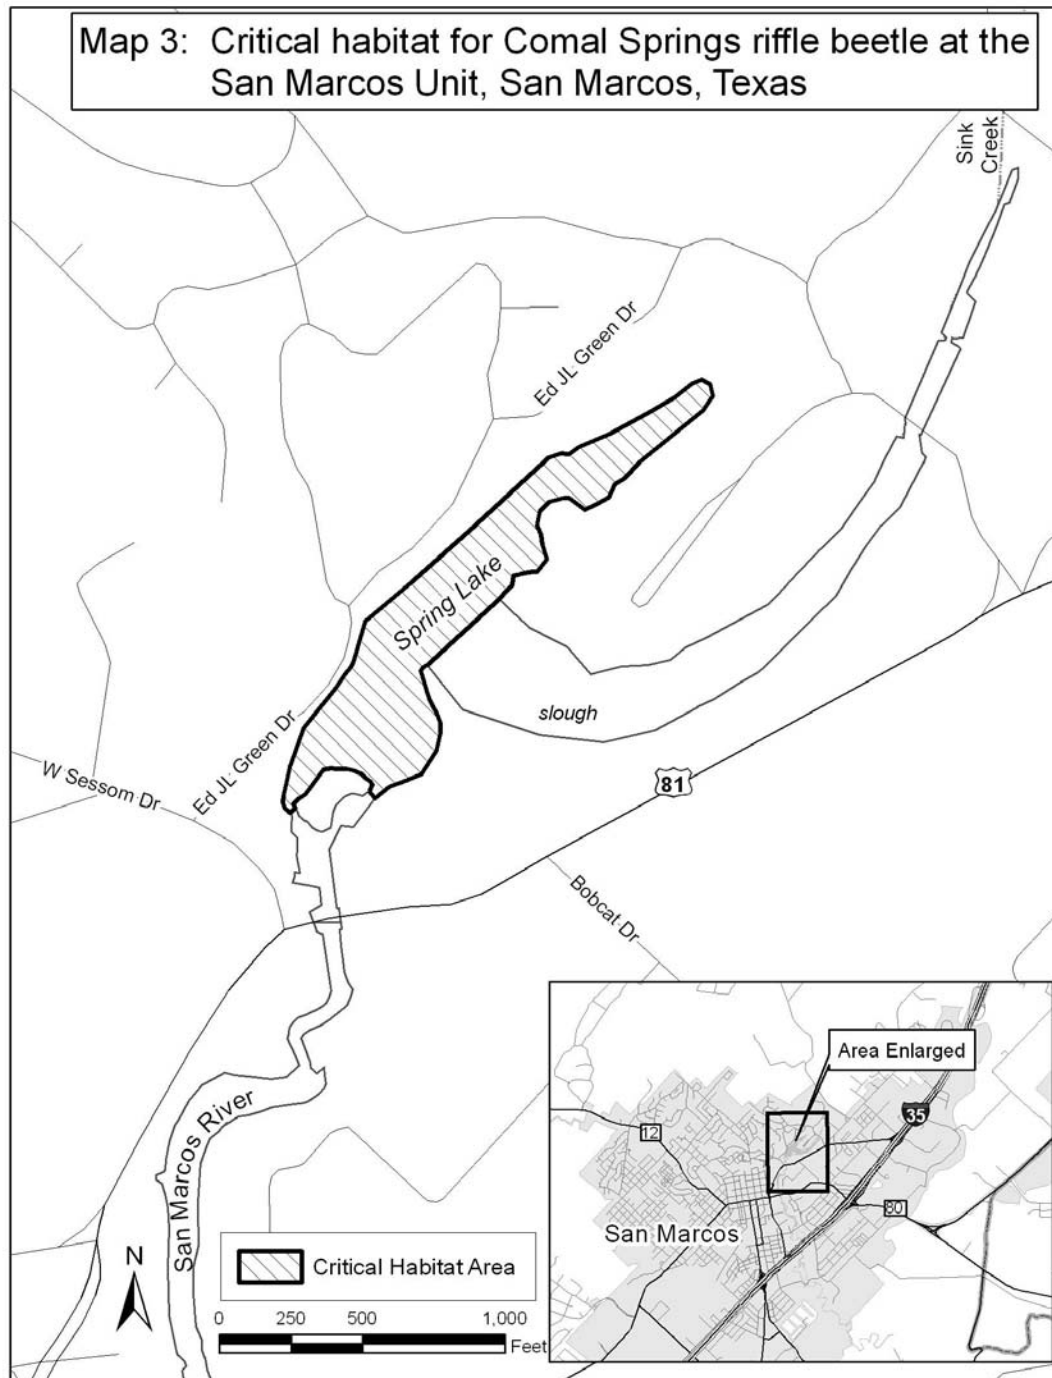 Map 3: Critical habitat for Comal Springs riffle beetle at the
San Marcos Unit, San Marcos, Texas
Sink
Creek
Ed JL Green Dr
Spring Lake
slough
Ed JL Green Dr
W Sessom Dr
81
Bobcat Dr
San Marcos River
N
Critical Habitat Area
0 250 500 1,000
Feet
Area Enlarged
35
12
80
San Marcos